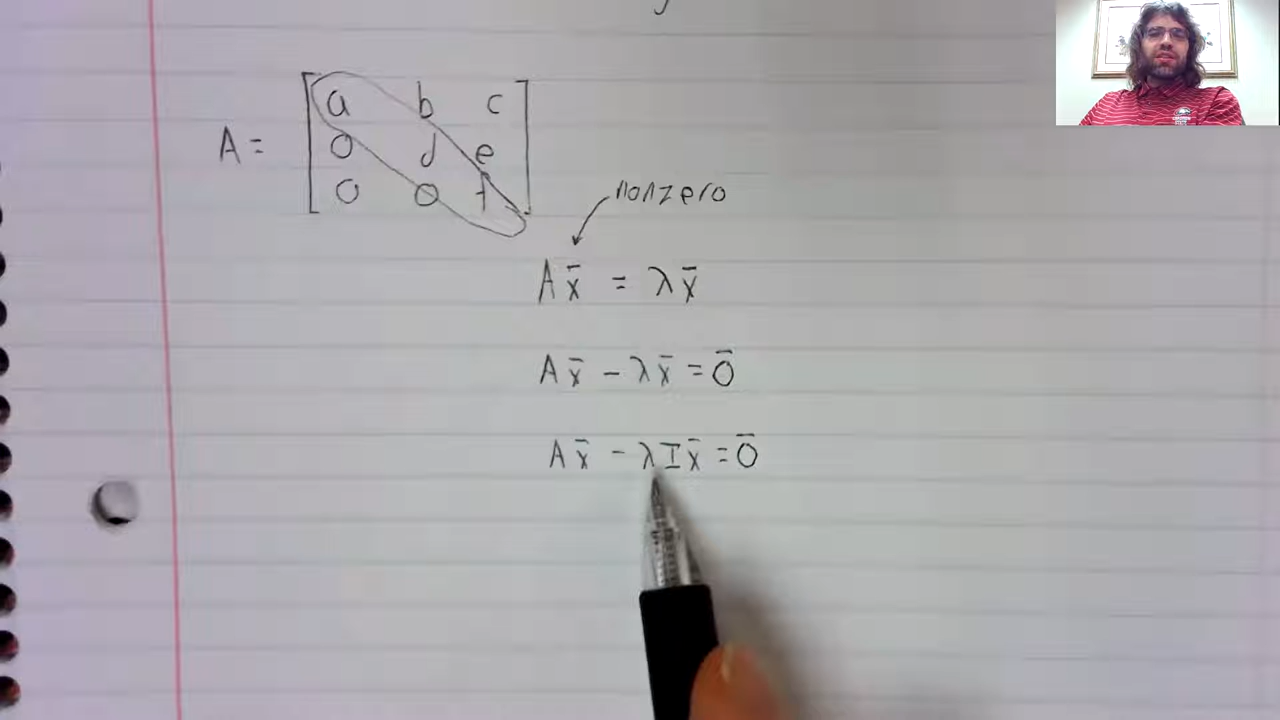 A = [a b c
0 d e
0 0 f]
nonzero
Ax̄ = λx̄
Ax̄ - λx̄ = 0̄
Ax̄ - λIx̄ = 0̄